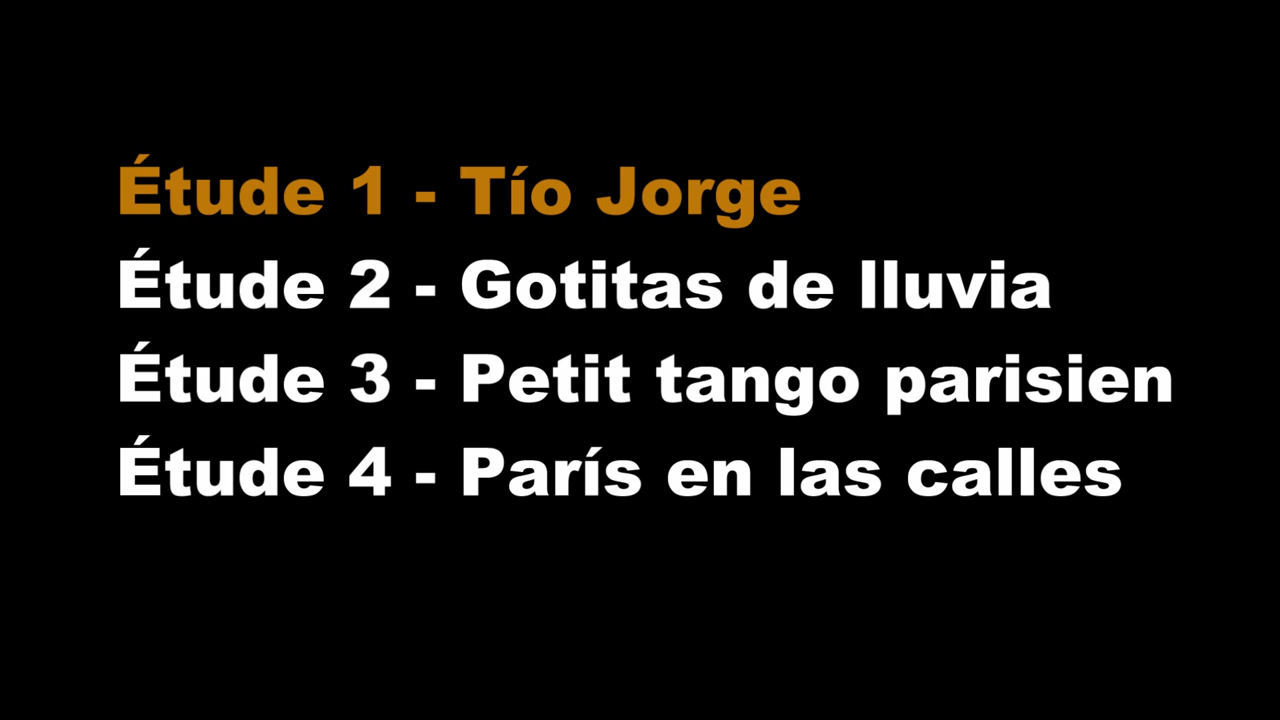 Étude 1 - Tío Jorge
Étude 2 - Gotitas de lluvia
Étude 3 - Petit tango parisien
Étude 4 - París en las calles